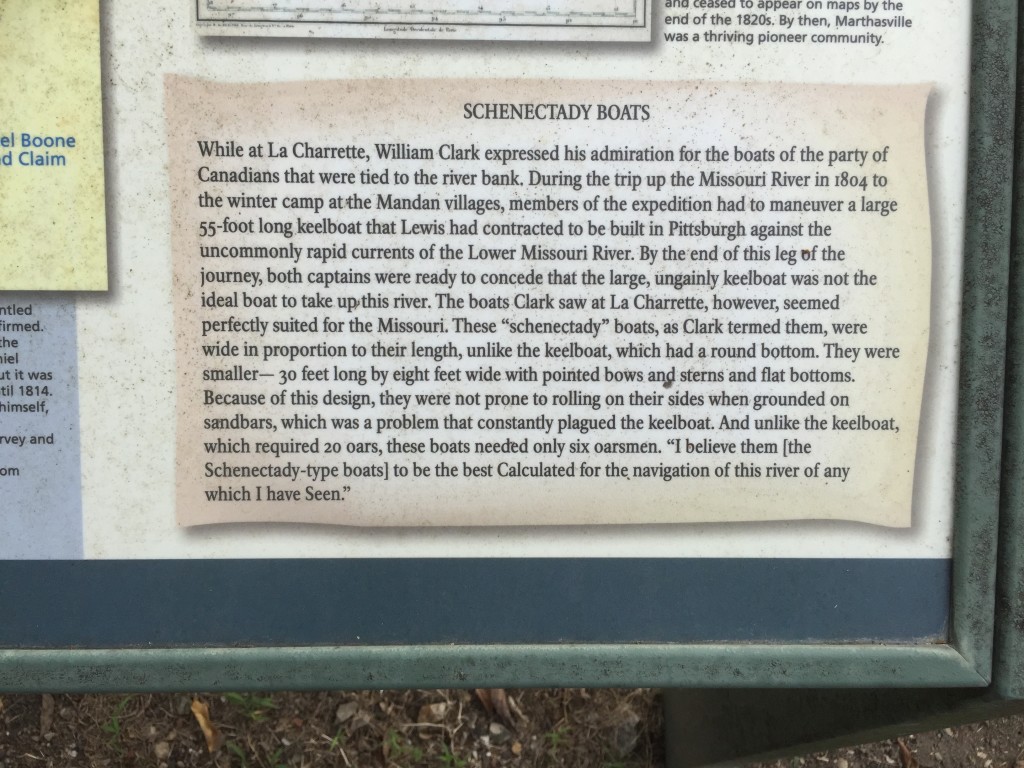 and ceased to appear on maps by the
end of the 1820s. By then, Marthasville
was a thriving pioneer community.
el Boone
d Claim
ntled
firmed.
the
niel
ut it was
til 1814.
himself,
rvey and
om
SCHENECTADY BOATS
While at La Charrette, William Clark expressed his admiration for the boats of the party of
Canadians that were tied to the river bank. During the trip up the Missouri River in 1804 to
the winter camp at the Mandan villages, members of the expedition had to maneuver a large
55-foot long keelboat that Lewis had contracted to be built in Pittsburgh against the
uncommonly rapid currents of the Lower Missouri River. By the end of this leg of the
journey, both captains were ready to concede that the large, ungainly keelboat was not the
ideal boat to take up this river. The boats Clark saw at La Charrette, however, seemed
perfectly suited for the Missouri. These “schenectady” boats, as Clark termed them, were
wide in proportion to their length, unlike the keelboat, which had a round bottom. They were
smaller— 30 feet long by eight feet wide with pointed bows and sterns and flat bottoms.
Because of this design, they were not prone to rolling on their sides when grounded on
sandbars, which was a problem that constantly plagued the keelboat. And unlike the keelboat,
which required 20 oars, these boats needed only six oarsmen. “I believe them [the
Schenectady-type boats] to be the best Calculated for the navigation of this river of any
which I have Seen.”